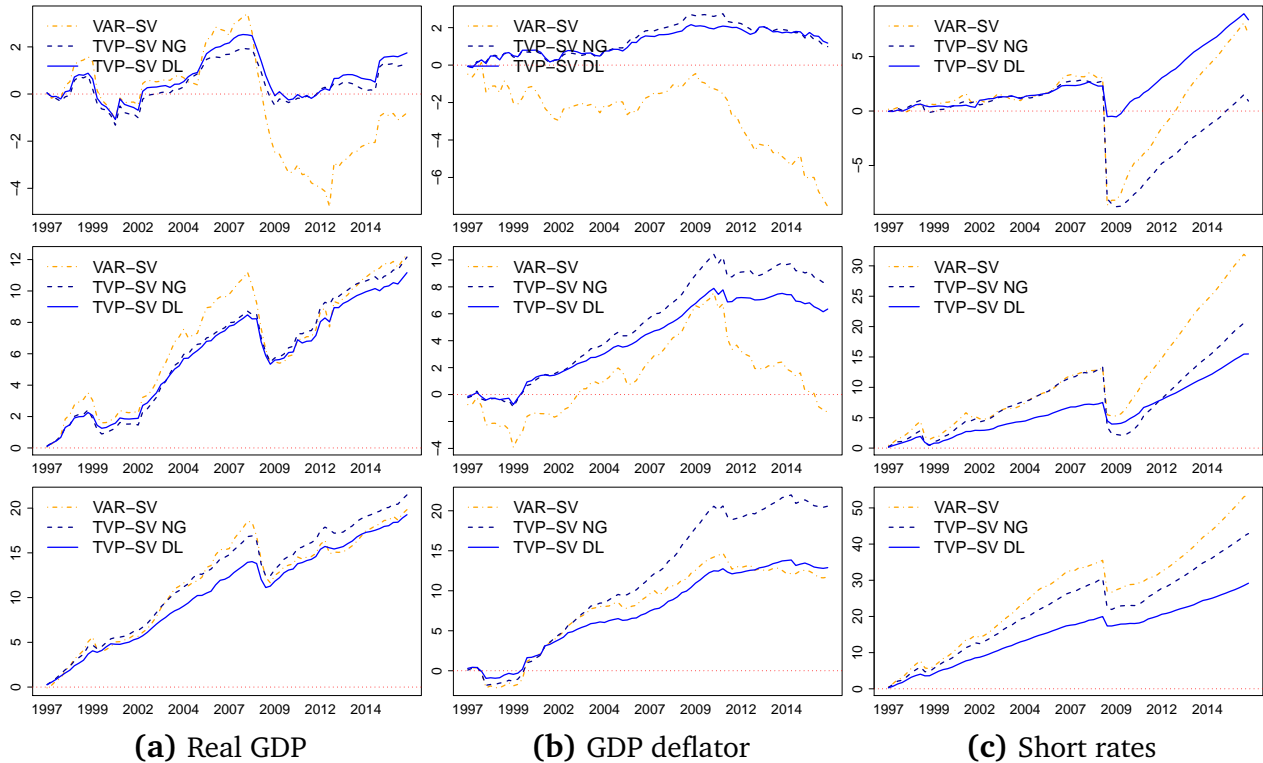 VAR−SV
TVP−SV NG
TVP−SV DL
2
0
−2
−4
1997 1999 2002 2004 2007 2009 2012 2014
VAR−SV
TVP−SV NG
TVP−SV DL
2
0
−2
−4
−6
1997 1999 2002 2004 2007 2009 2012 2014
VAR−SV
TVP−SV NG
TVP−SV DL
5
0
−5
1997 1999 2002 2004 2007 2009 2012 2014
VAR−SV
TVP−SV NG
TVP−SV DL
12
10
8
6
4
2
0
1997 1999 2002 2004 2007 2009 2012 2014
VAR−SV
TVP−SV NG
TVP−SV DL
10
8
6
4
2
0
−4
1997 1999 2002 2004 2007 2009 2012 2014
VAR−SV
TVP−SV NG
TVP−SV DL
30
25
20
15
10
5
0
1997 1999 2002 2004 2007 2009 2012 2014
VAR−SV
TVP−SV NG
TVP−SV DL
20
15
10
5
0
1997 1999 2002 2004 2007 2009 2012 2014
VAR−SV
TVP−SV NG
TVP−SV DL
20
15
10
5
0
1997 1999 2002 2004 2007 2009 2012 2014
VAR−SV
TVP−SV NG
TVP−SV DL
50
40
30
20
10
0
1997 1999 2002 2004 2007 2009 2012 2014
(a) Real GDP
(b) GDP deflator
(c) Short rates